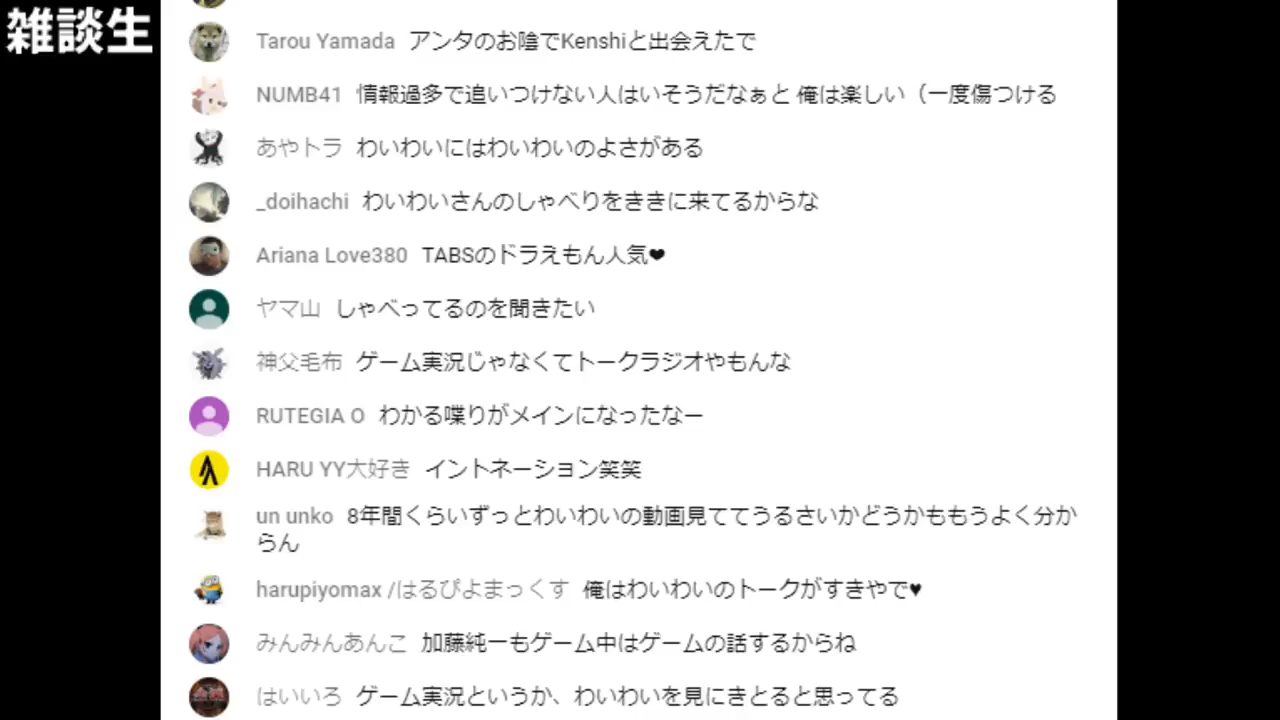 雑談生
Tarou Yamada アンタのお陰でKenshiと出会えたで
NUMB41 情報過多で追いつけない人はいそうだなぁと 俺は楽しい（一度傷つける
あやトラ わいわいにはわいわいのよさがある
_doihachi わいわいさんのしゃべりをききに来てるからな
Ariana Love380 TABSのドラえもん人気❤
ヤマ山 しゃべってるのを聞きたい
神父毛布 ゲーム実況じゃなくてトークラジオやもんな
RUTEGIA O わかる喋りがメインになったなー
HARU YY大好き イントネーション笑笑
un unko 8年間くらいずっとわいわいの動画見ててうるさいかどうかももうよく分か
らん
harupiyomax /はるぴよまっくす 俺はわいわいのトークがすきやで♥
みんみんあんこ 加藤純一もゲーム中はゲームの話するからね
はいいろ ゲーム実況というか、わいわいを見にきとると思ってる